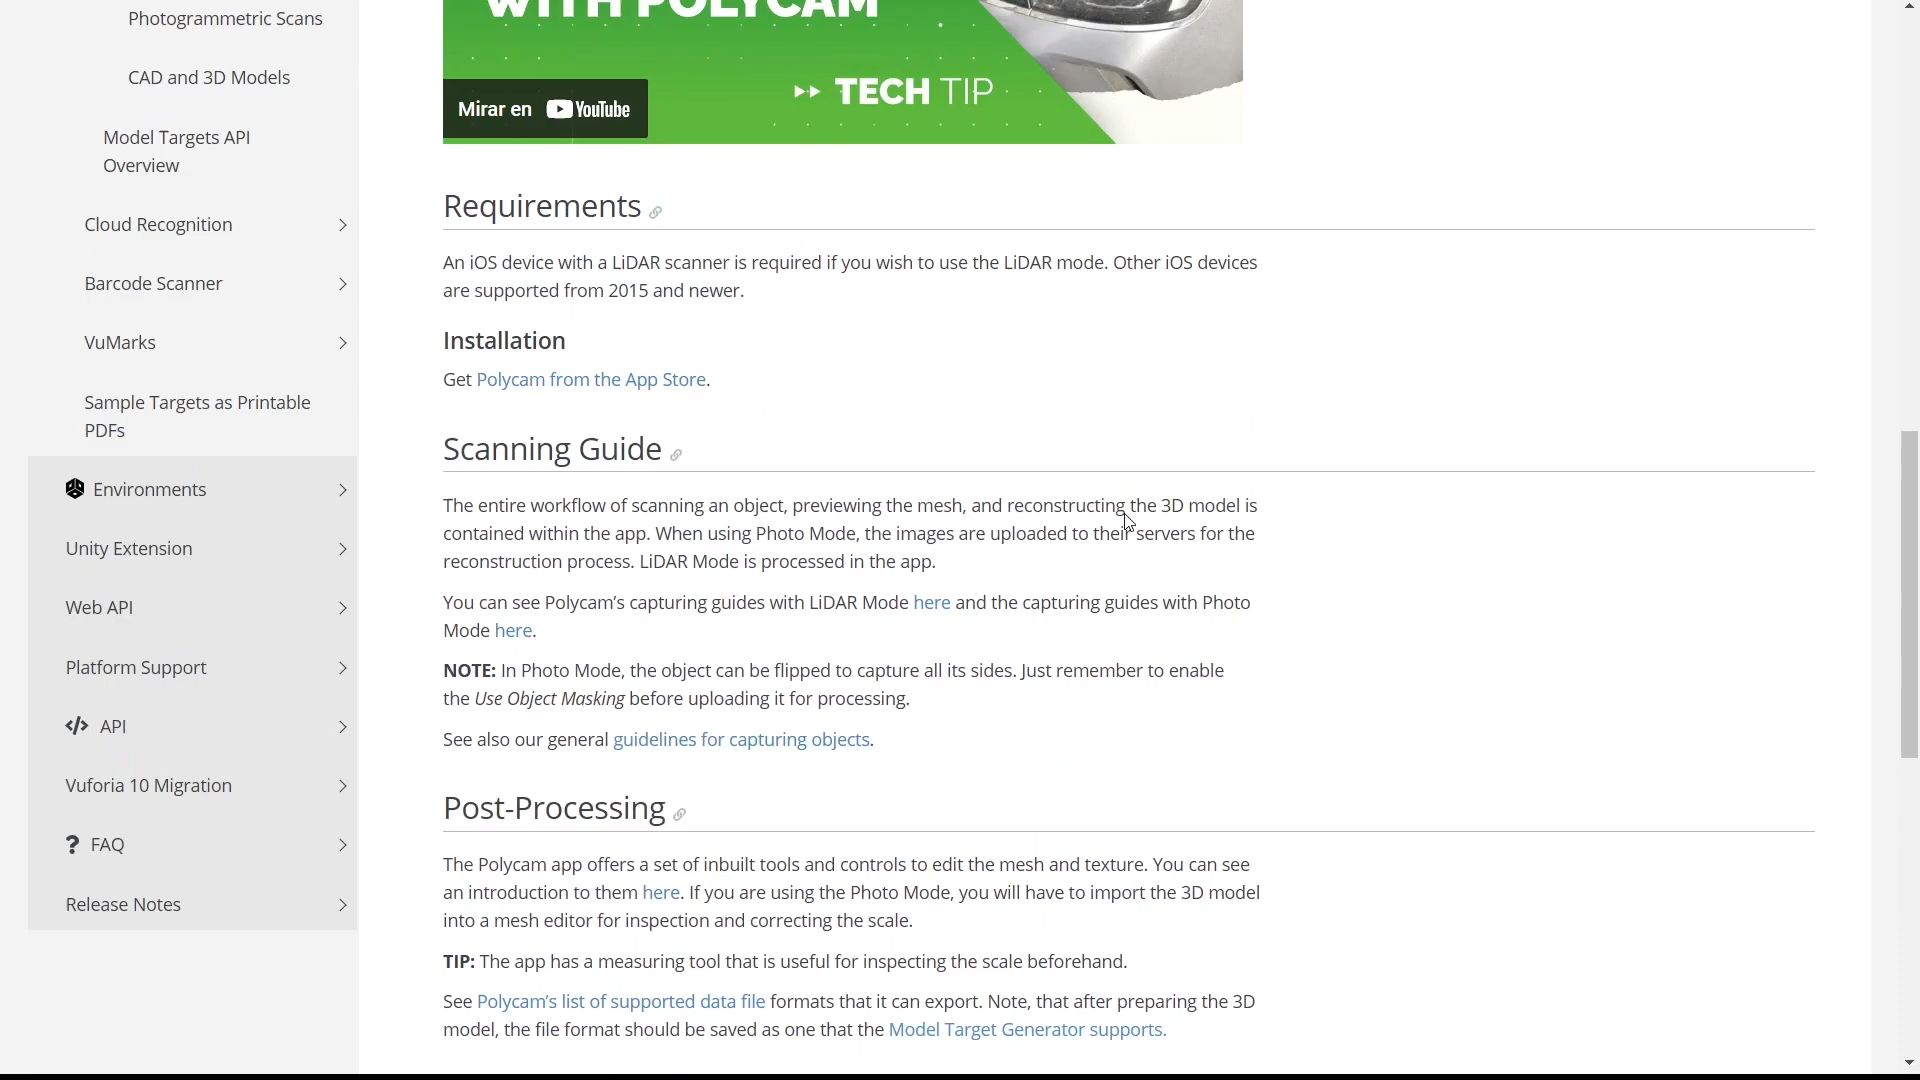 Photogrammetric Scans
CAD and 3D Models
Model Targets API
Overview
Cloud Recognition
Barcode Scanner
VuMarks
Sample Targets as Printable
PDFs
Environments
Unity Extension
Web API
Platform Support
API
Vuforia 10 Migration
FAQ
Release Notes
WITH POLYCAM
TECH TIP
Mirar en YouTube
Requirements
An iOS device with a LiDAR scanner is required if you wish to use the LiDAR mode. Other iOS devices
are supported from 2015 and newer.
Installation
Get Polycam from the App Store.
Scanning Guide
The entire workflow of scanning an object, previewing the mesh, and reconstructing the 3D model is
contained within the app. When using Photo Mode, the images are uploaded to their servers for the
reconstruction process. LiDAR Mode is processed in the app.
You can see Polycam's capturing guides with LiDAR Mode here and the capturing guides with Photo
Mode here.
NOTE: In Photo Mode, the object can be flipped to capture all its sides. Just remember to enable
the Use Object Masking before uploading it for processing.
See also our general guidelines for capturing objects.
Post-Processing
The Polycam app offers a set of inbuilt tools and controls to edit the mesh and texture. You can see
an introduction to them here. If you are using the Photo Mode, you will have to import the 3D model
into a mesh editor for inspection and correcting the scale.
TIP: The app has a measuring tool that is useful for inspecting the scale beforehand.
See Polycam's list of supported data file formats that it can export. Note, that after preparing the 3D
model, the file format should be saved as one that the Model Target Generator supports.